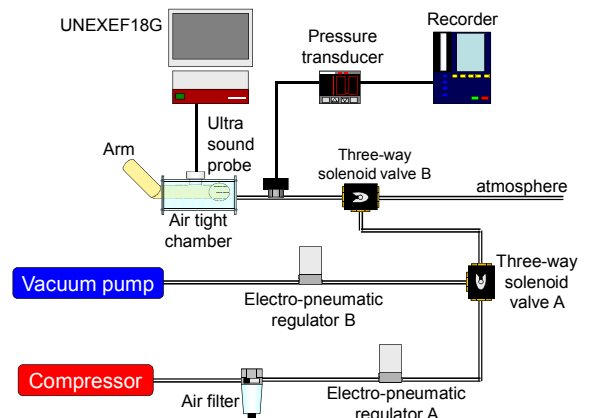 UNEXEF18G
Recorder
Pressure
transducer
Ultra
sound
probe
Arm
Three-way
solenoid valve B
atmosphere
Air tight
chamber
Three-way
solenoid
valve A
Vacuum pump
Electro-pneumatic
regulator B
Compressor
Air filter
Electro-pneumatic
regulator A